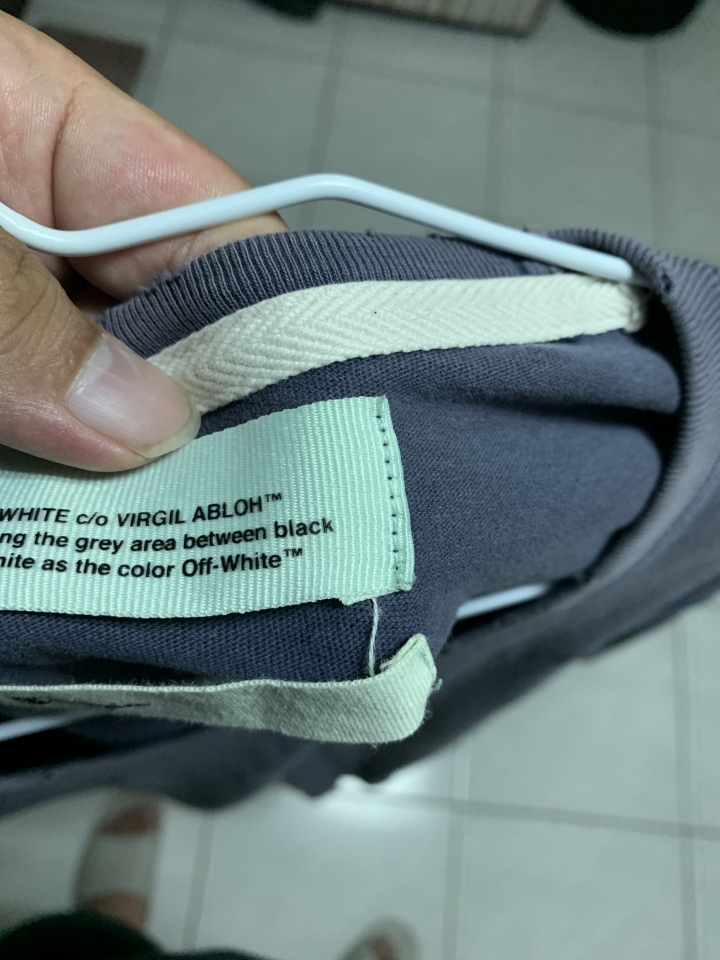 WHITE c/o VIRGIL ABLOH™
ng the grey area between black
hite as the color Off-White™